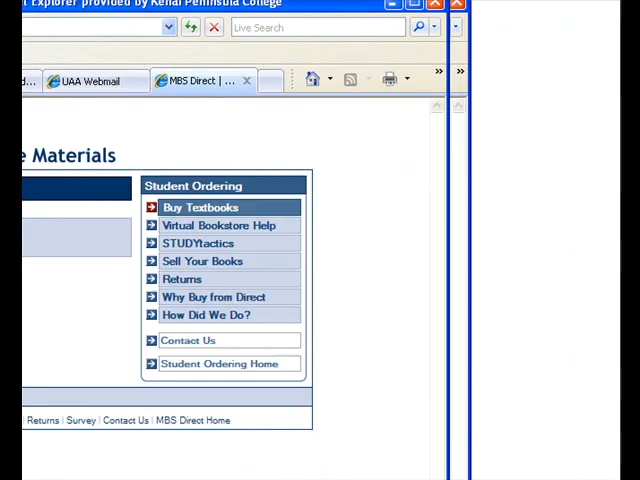 t Explorer provided by Kenai Peninsula College
Live Search
d...
UAA Webmail
MBS Direct | ...
e Materials
Student Ordering
Buy Textbooks
Virtual Bookstore Help
STUDYtactics
Sell Your Books
Returns
Why Buy from Direct
How Did We Do?
Contact Us
Student Ordering Home
Returns | Survey | Contact Us | MBS Direct Home